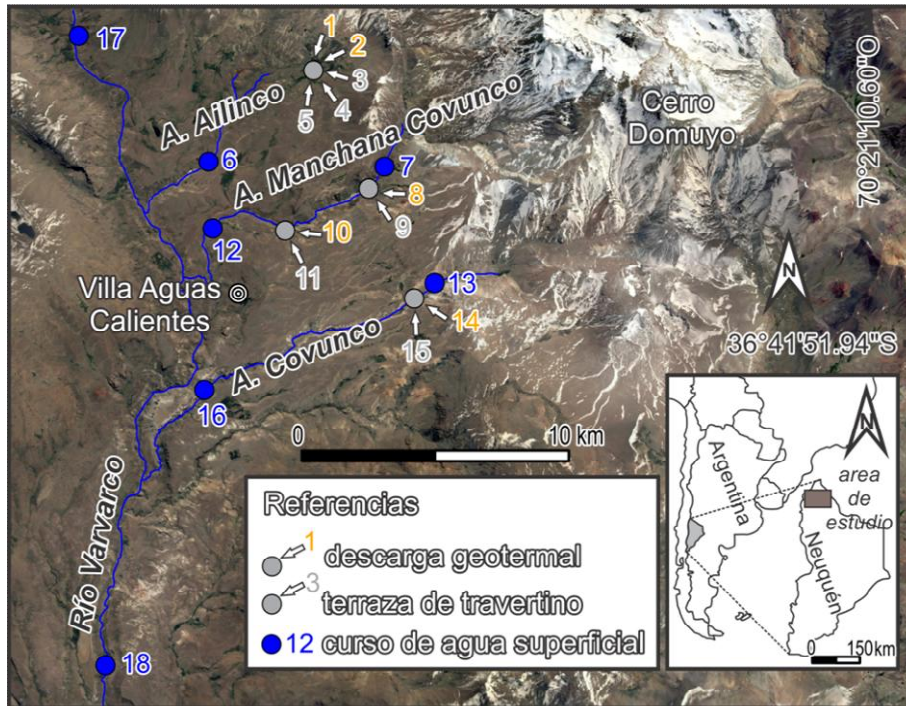 17
1
2
3
4
5
A. Ailinco
6
A. Manchana Covunco
7
8
9
10
11
12
Cerro
Domuyo
70°21'10.60"O
N
36°41'51.94"S
Villa Aguas
Calientes
13
14
15
A. Covunco
16
0 10 km
Río Varvarco
18
Referencias
1 descarga geotermal
3 terraza de travertino
12 curso de agua superficial
N
Argentina
area
de
estudio
Neuquén
0 150 km